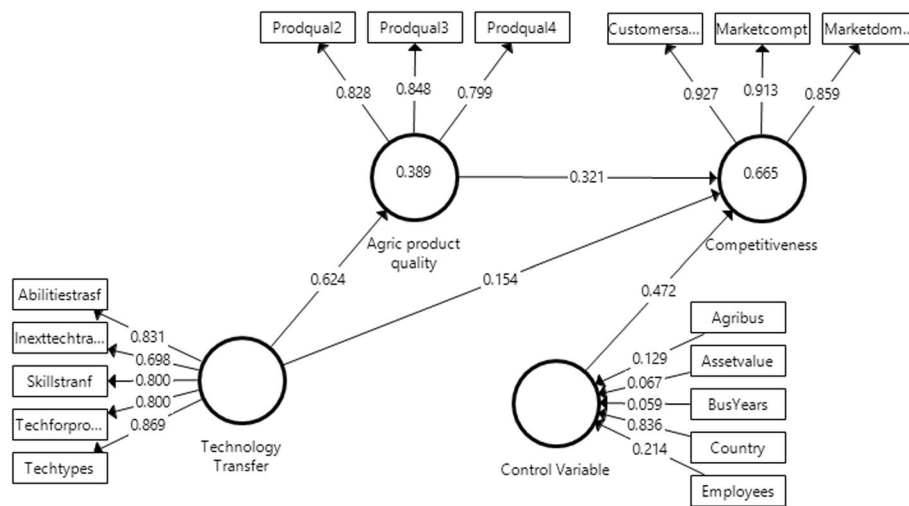 Prodqual2
Prodqual3
Prodqual4
Customersa...
Marketcompt
Marketdom...
0.828
0.848
0.799
0.927
0.913
0.859
0.389
0.665
0.321
Agric product
quality
Competitiveness
0.624
0.154
0.472
Abilitiestrasf
Inexttechtra...
Skillstranf
Techforpro...
Techtypes
0.831
0.698
0.800
0.800
0.869
Technology
Transfer
Agribus
Assetvalue
BusYears
Country
Employees
0.129
0.067
0.059
0.836
0.214
Control Variable